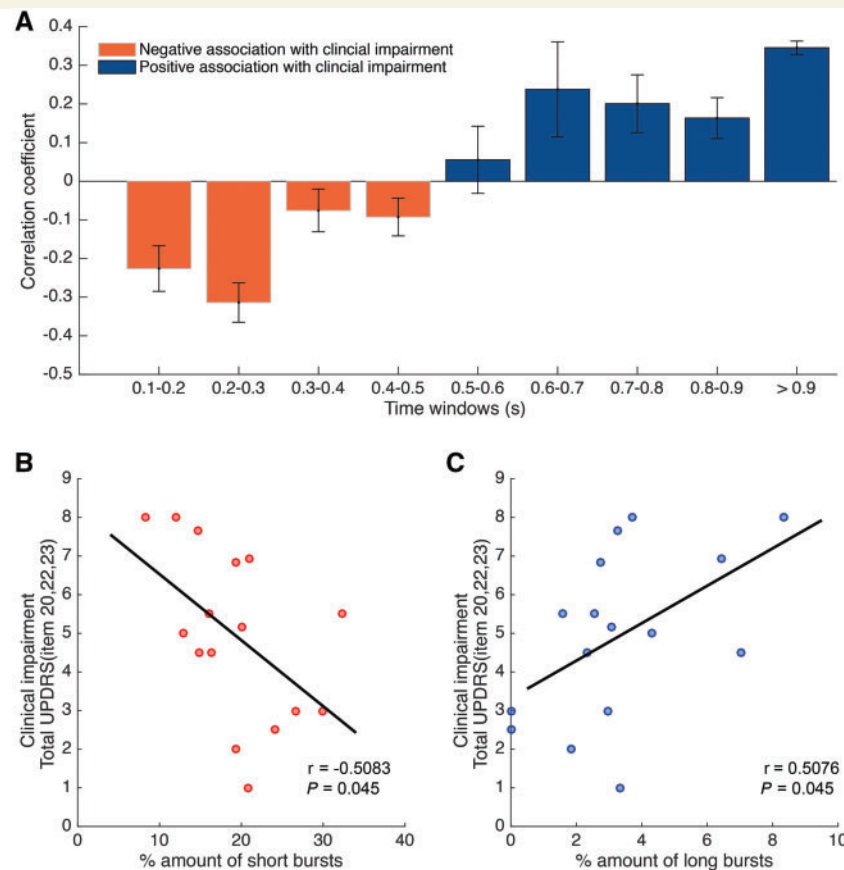 A
Negative association with clincial impairment
Positive association with clincial impairment
Correlation coefficient
0.4
0.3
0.2
0.1
0
-0.1
-0.2
-0.3
-0.4
-0.5
0.1-0.2 0.2-0.3 0.3-0.4 0.4-0.5 0.5-0.6 0.6-0.7 0.7-0.8 0.8-0.9 > 0.9
Time windows (s)
B
Clinical impairment
Total UPDRS(item 20,22,23)
9
8
7
6
5
4
3
2
1
0
r = -0.5083
P = 0.045
0 10 20 30 40
% amount of short bursts
C
Clinical impairment
Total UPDRS(item 20,22,23)
9
8
7
6
5
4
3
2
1
0
r = 0.5076
P = 0.045
0 2 4 6 8 10
% amount of long bursts